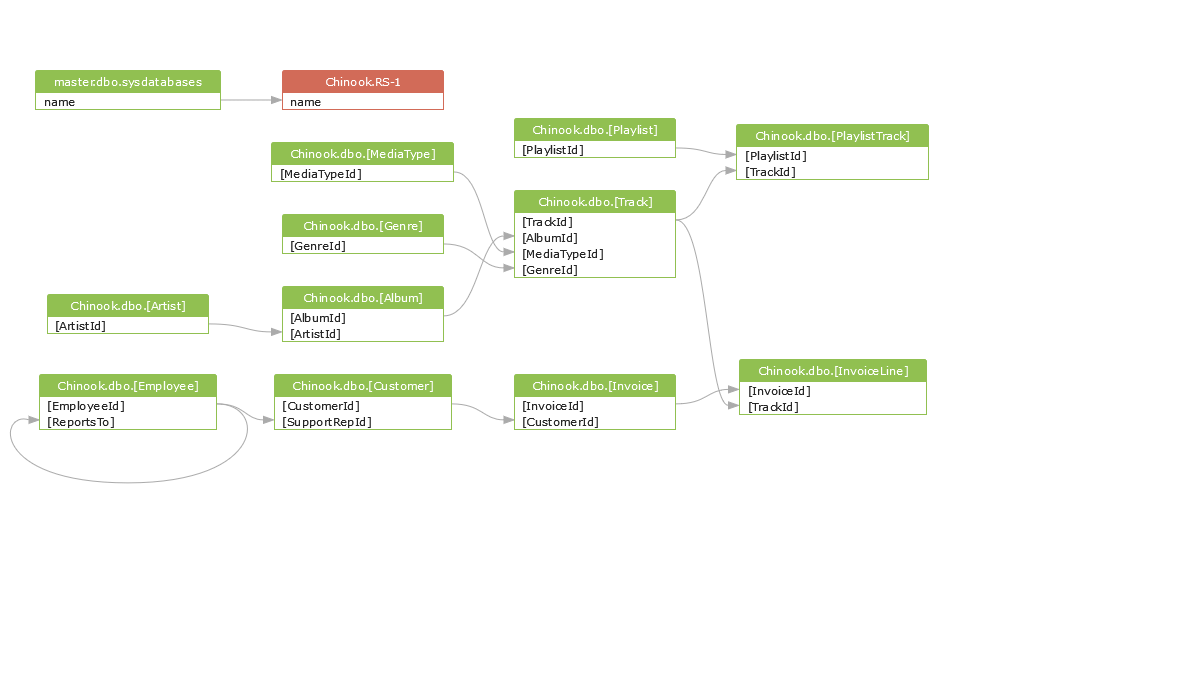 master.dbo.sysdatabases
name
Chinook.RS-1
name
Chinook.dbo.[MediaType]
[MediaTypeId]
Chinook.dbo.[Genre]
[GenreId]
Chinook.dbo.[Artist]
[ArtistId]
Chinook.dbo.[Album]
[AlbumId]
[ArtistId]
Chinook.dbo.[Employee]
[EmployeeId]
[ReportsTo]
Chinook.dbo.[Customer]
[CustomerId]
[SupportRepId]
Chinook.dbo.[Playlist]
[PlaylistId]
Chinook.dbo.[Track]
[TrackId]
[AlbumId]
[MediaTypeId]
[GenreId]
Chinook.dbo.[Invoice]
[InvoiceId]
[CustomerId]
Chinook.dbo.[PlaylistTrack]
[PlaylistId]
[TrackId]
Chinook.dbo.[InvoiceLine]
[InvoiceId]
[TrackId]